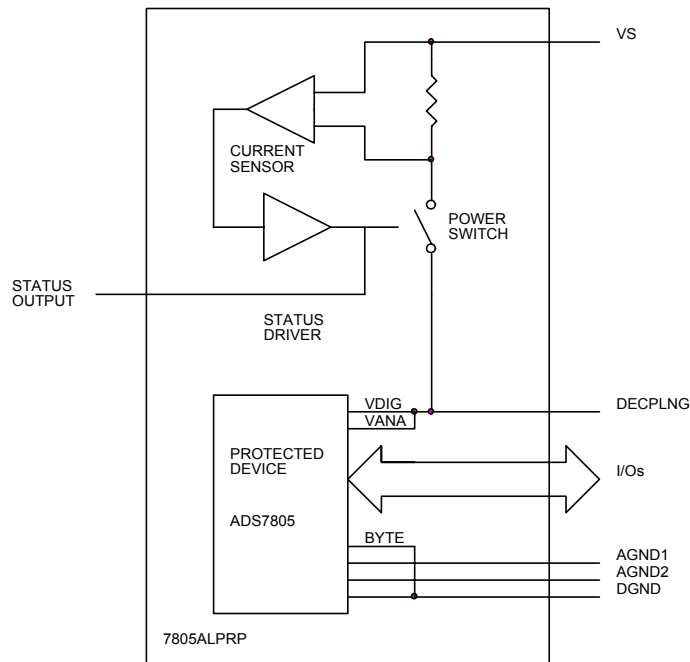 VS
CURRENT
SENSOR
POWER
SWITCH
STATUS
OUTPUT
STATUS
DRIVER
VDIG
DECPLNG
VANA
PROTECTED
DEVICE
I/Os
ADS7805
BYTE
AGND1
AGND2
DGND
7805ALPRP